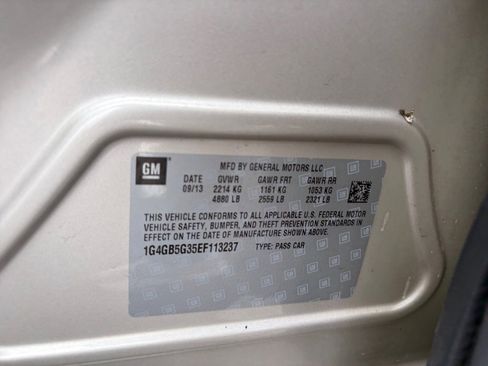 GM MFD BY GENERAL MOTORS LLC
DATE GVWR GAWR FRT GAWR RR
09/13 2214 KG 1161 KG 1053 KG
4880 LB 2559 LB 2321 LB
THIS VEHICLE CONFORMS TO ALL APPLICABLE U.S. FEDERAL MOTOR
VEHICLE SAFETY, BUMPER, AND THEFT PREVENTION STANDARDS IN
EFFECT ON THE DATE OF MANUFACTURE SHOWN ABOVE.
1G4GB5G35EF113237 TYPE: PASS CAR